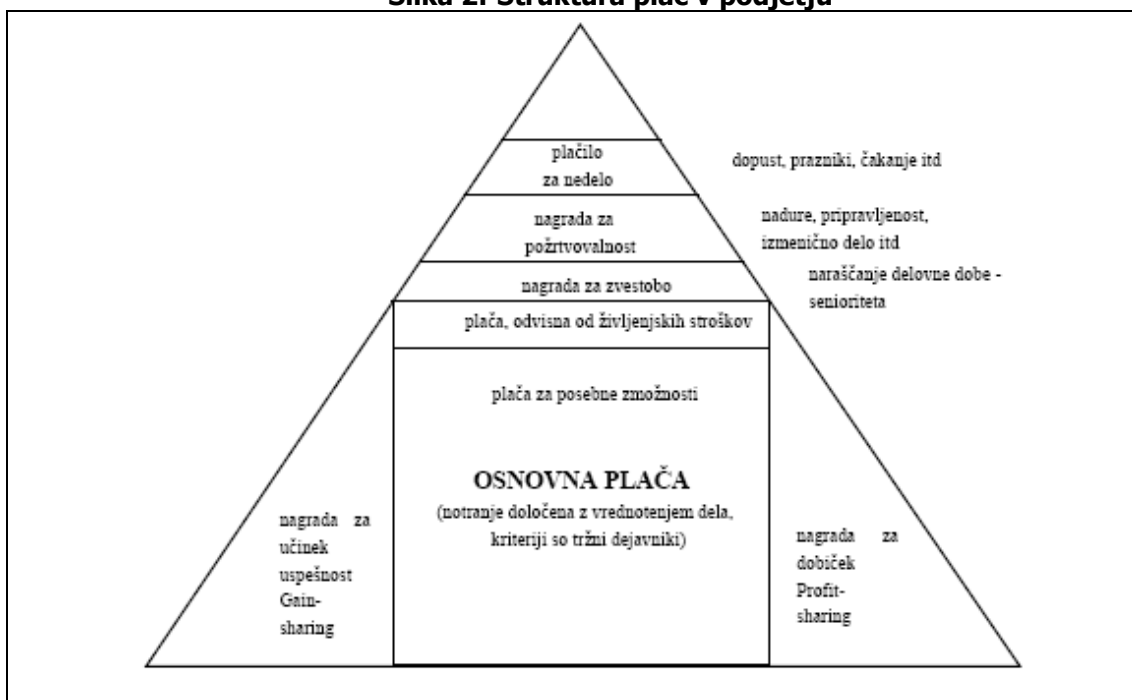 Slika 2: Struktura plač v podjetju
plačilo
za nedelo
dopust, prazniki, čakanje itd
nagrada za
požrtvovalnost
nadure, pripravljenost,
izmenično delo itd
nagrada za zvestobo
naraščanje delovne dobe -
senioriteta
plača, odvisna od življenjskih stroškov
plača za posebne zmožnosti
OSNOVNA PLAČA
(notranje določena z vrednotenjem dela,
kriteriji so tržni dejavniki)
nagrada za
učinek
uspešnost
Gain-
sharing
nagrada za
dobiček
Profit-
sharing